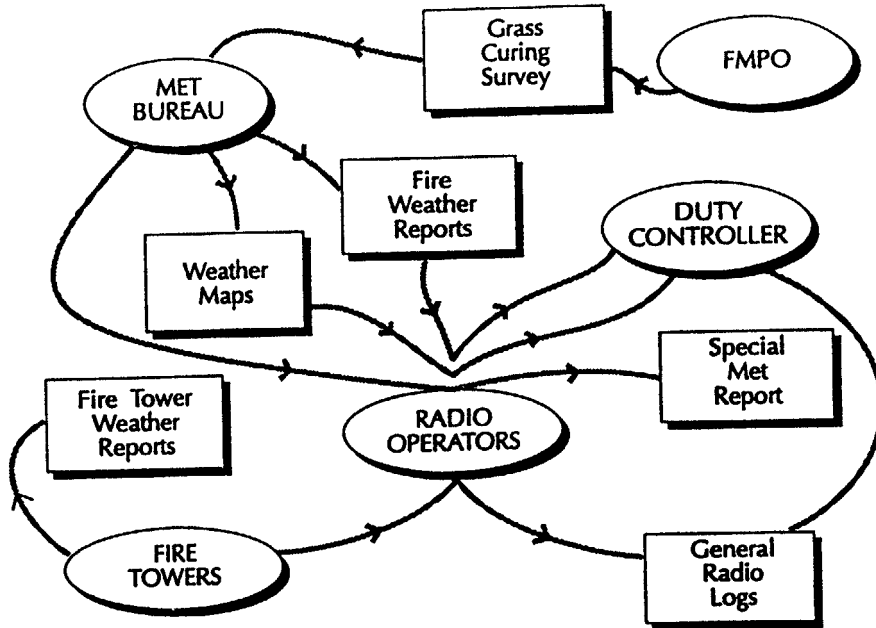 Grass
Curing
Survey
FMPO
MET
BUREAU
Fire
Weather
Reports
DUTY
CONTROLLER
Weather
Maps
Special
Met
Report
Fire Tower
Weather
Reports
RADIO
OPERATORS
FIRE
TOWERS
General
Radio
Logs